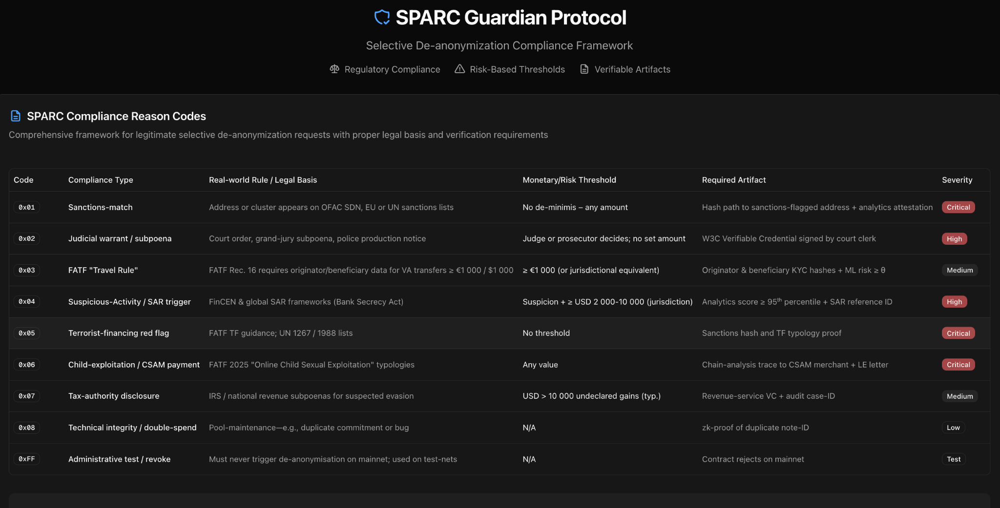 SPARC Guardian Protocol
Selective De-anonymization Compliance Framework
Regulatory Compliance Risk-Based Thresholds Verifiable Artifacts
SPARC Compliance Reason Codes
Comprehensive framework for legitimate selective de-anonymization requests with proper legal basis and verification requirements
Code Compliance Type Real-world Rule / Legal Basis Monetary/Risk Threshold Required Artifact Severity
0x01 Sanctions-match Address or cluster appears on OFAC SDN, EU or UN sanctions lists No de-minimis – any amount Hash path to sanctions-flagged address + analytics attestation Critical
0x02 Judicial warrant / subpoena Court order, grand-jury subpoena, police production notice Judge or prosecutor decides; no set amount W3C Verifiable Credential signed by court clerk High
0x03 FATF "Travel Rule" FATF Rec. 16 requires originator/beneficiary data for VA transfers ≥ €1 000 / $1 000 ≥ €1 000 (or jurisdictional equivalent) Originator & beneficiary KYC hashes + ML risk ≥ θ Medium
0x04 Suspicious-Activity / SAR trigger FinCEN & global SAR frameworks (Bank Secrecy Act) Suspicion + ≥ USD 2 000-10 000 (jurisdiction) Analytics score ≥ 95th percentile + SAR reference ID High
0x05 Terrorist-financing red flag FATF TF guidance; UN 1267 / 1988 lists No threshold Sanctions hash and TF typology proof Critical
0x06 Child-exploitation / CSAM payment FATF 2025 "Online Child Sexual Exploitation" typologies Any value Chain-analysis trace to CSAM merchant + LE letter Critical
0x07 Tax-authority disclosure IRS / national revenue subpoenas for suspected evasion USD > 10 000 undeclared gains (typ.) Revenue-service VC + audit case-ID Medium
0x08 Technical integrity / double-spend Pool-maintenance—e.g., duplicate commitment or bug N/A zk-proof of duplicate note-ID Low
0xFF Administrative test / revoke Must never trigger de-anonymisation on mainnet; used on test-nets N/A Contract rejects on mainnet Test